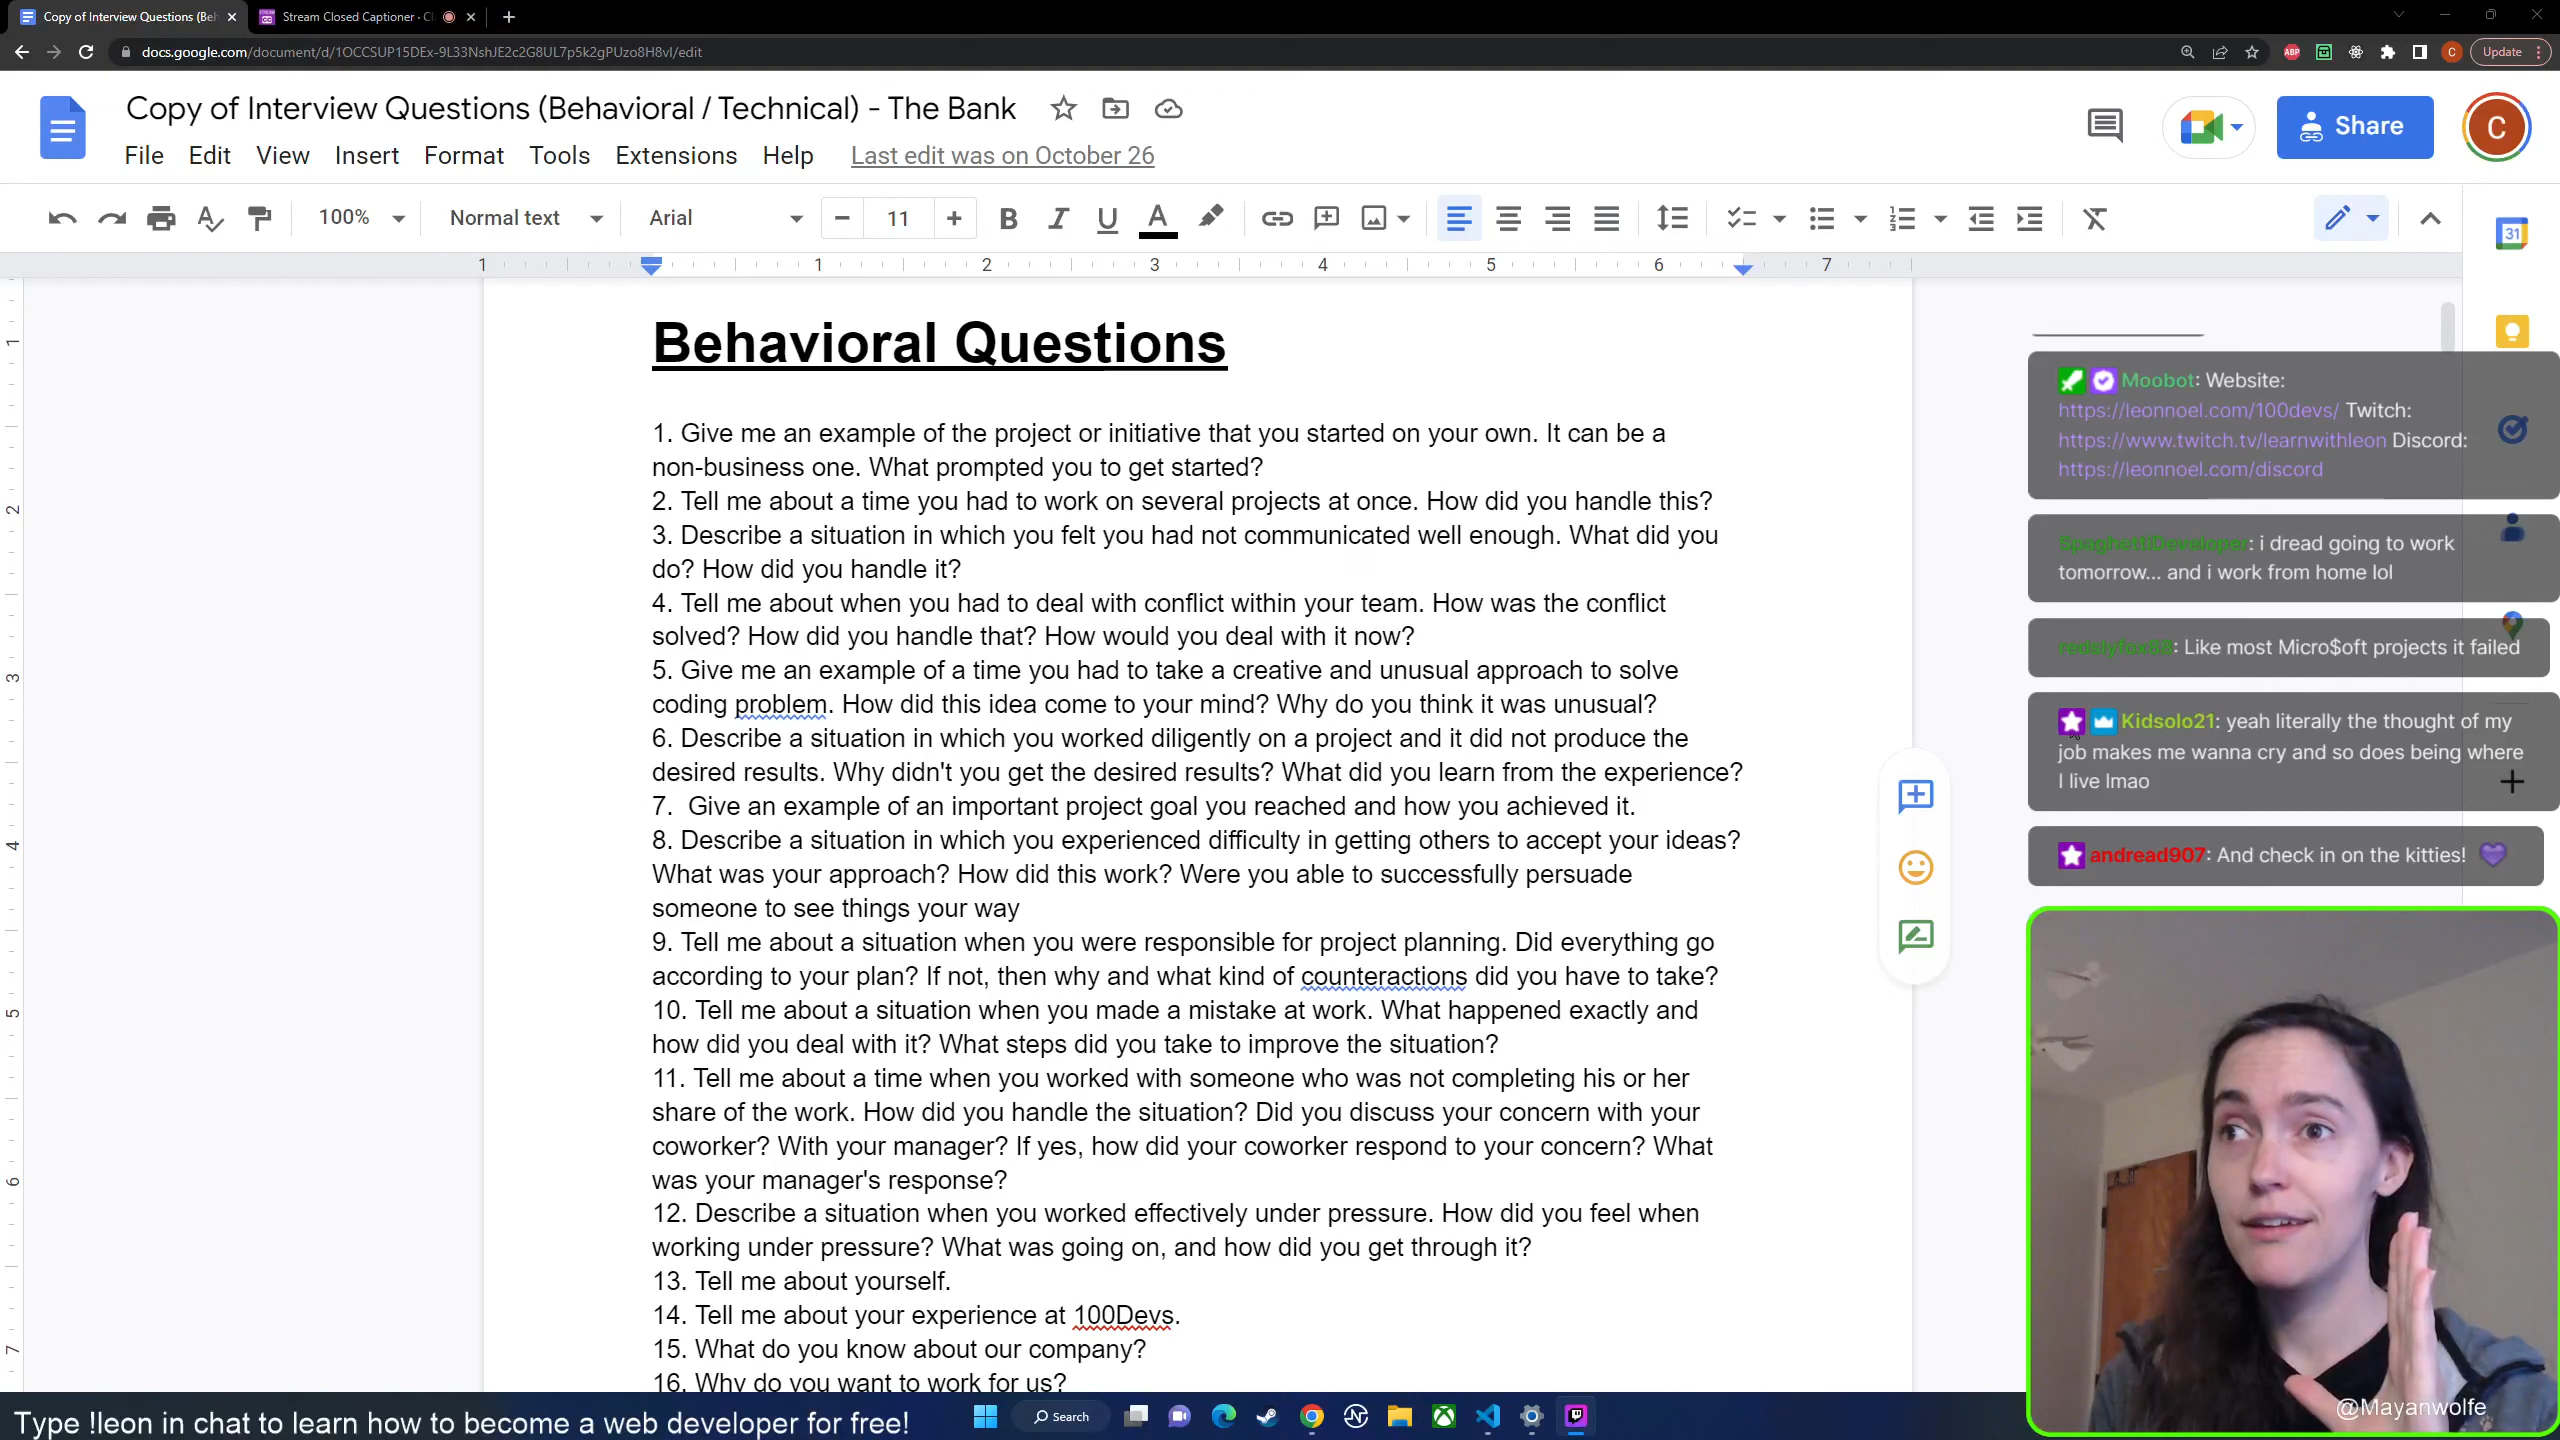 Copy of Interview Questions (Beh
Stream Closed Captioner · C
docs.google.com/document/d/1OCCSUP15DEx-9L33NshJE2c2G8UL7p5k2gPUzo8H8vI/edit
ABP
C
Update
Copy of Interview Questions (Behavioral / Technical) - The Bank
Share
C
File Edit View Insert Format Tools Extensions Help Last edit was on October 26
100% Normal text Arial 11 B I U A
31
1 1 2 3 4 5 6 7
Behavioral Questions
1. Give me an example of the project or initiative that you started on your own. It can be a
non-business one. What prompted you to get started?
2. Tell me about a time you had to work on several projects at once. How did you handle this?
3. Describe a situation in which you felt you had not communicated well enough. What did you
do? How did you handle it?
4. Tell me about when you had to deal with conflict within your team. How was the conflict
solved? How did you handle that? How would you deal with it now?
5. Give me an example of a time you had to take a creative and unusual approach to solve
coding problem. How did this idea come to your mind? Why do you think it was unusual?
6. Describe a situation in which you worked diligently on a project and it did not produce the
desired results. Why didn't you get the desired results? What did you learn from the experience?
7.  Give an example of an important project goal you reached and how you achieved it.
8. Describe a situation in which you experienced difficulty in getting others to accept your ideas?
What was your approach? How did this work? Were you able to successfully persuade
someone to see things your way
9. Tell me about a situation when you were responsible for project planning. Did everything go
according to your plan? If not, then why and what kind of counteractions did you have to take?
10. Tell me about a situation when you made a mistake at work. What happened exactly and
how did you deal with it? What steps did you take to improve the situation?
11. Tell me about a time when you worked with someone who was not completing his or her
share of the work. How did you handle the situation? Did you discuss your concern with your
coworker? With your manager? If yes, how did your coworker respond to your concern? What
was your manager's response?
12. Describe a situation when you worked effectively under pressure. How did you feel when
working under pressure? What was going on, and how did you get through it?
13. Tell me about yourself.
14. Tell me about your experience at 100Devs.
15. What do you know about our company?
16. Why do you want to work for us?
1
2
3
4
5
6
7
Moobot: Website:
https://leonnoel.com/100devs/ Twitch:
https://www.twitch.tv/learnwithleon Discord:
https://leonnoel.com/discord
SpaghettiDeveloper: i dread going to work
tomorrow... and i work from home lol
redslyfox88: Like most Micro$oft projects it failed
Kidsolo21: yeah literally the thought of my
job makes me wanna cry and so does being where
I live lmao
andread907: And check in on the kitties!
@Mayanwolfe
Type !leon in chat to learn how to become a web developer for free!
Search